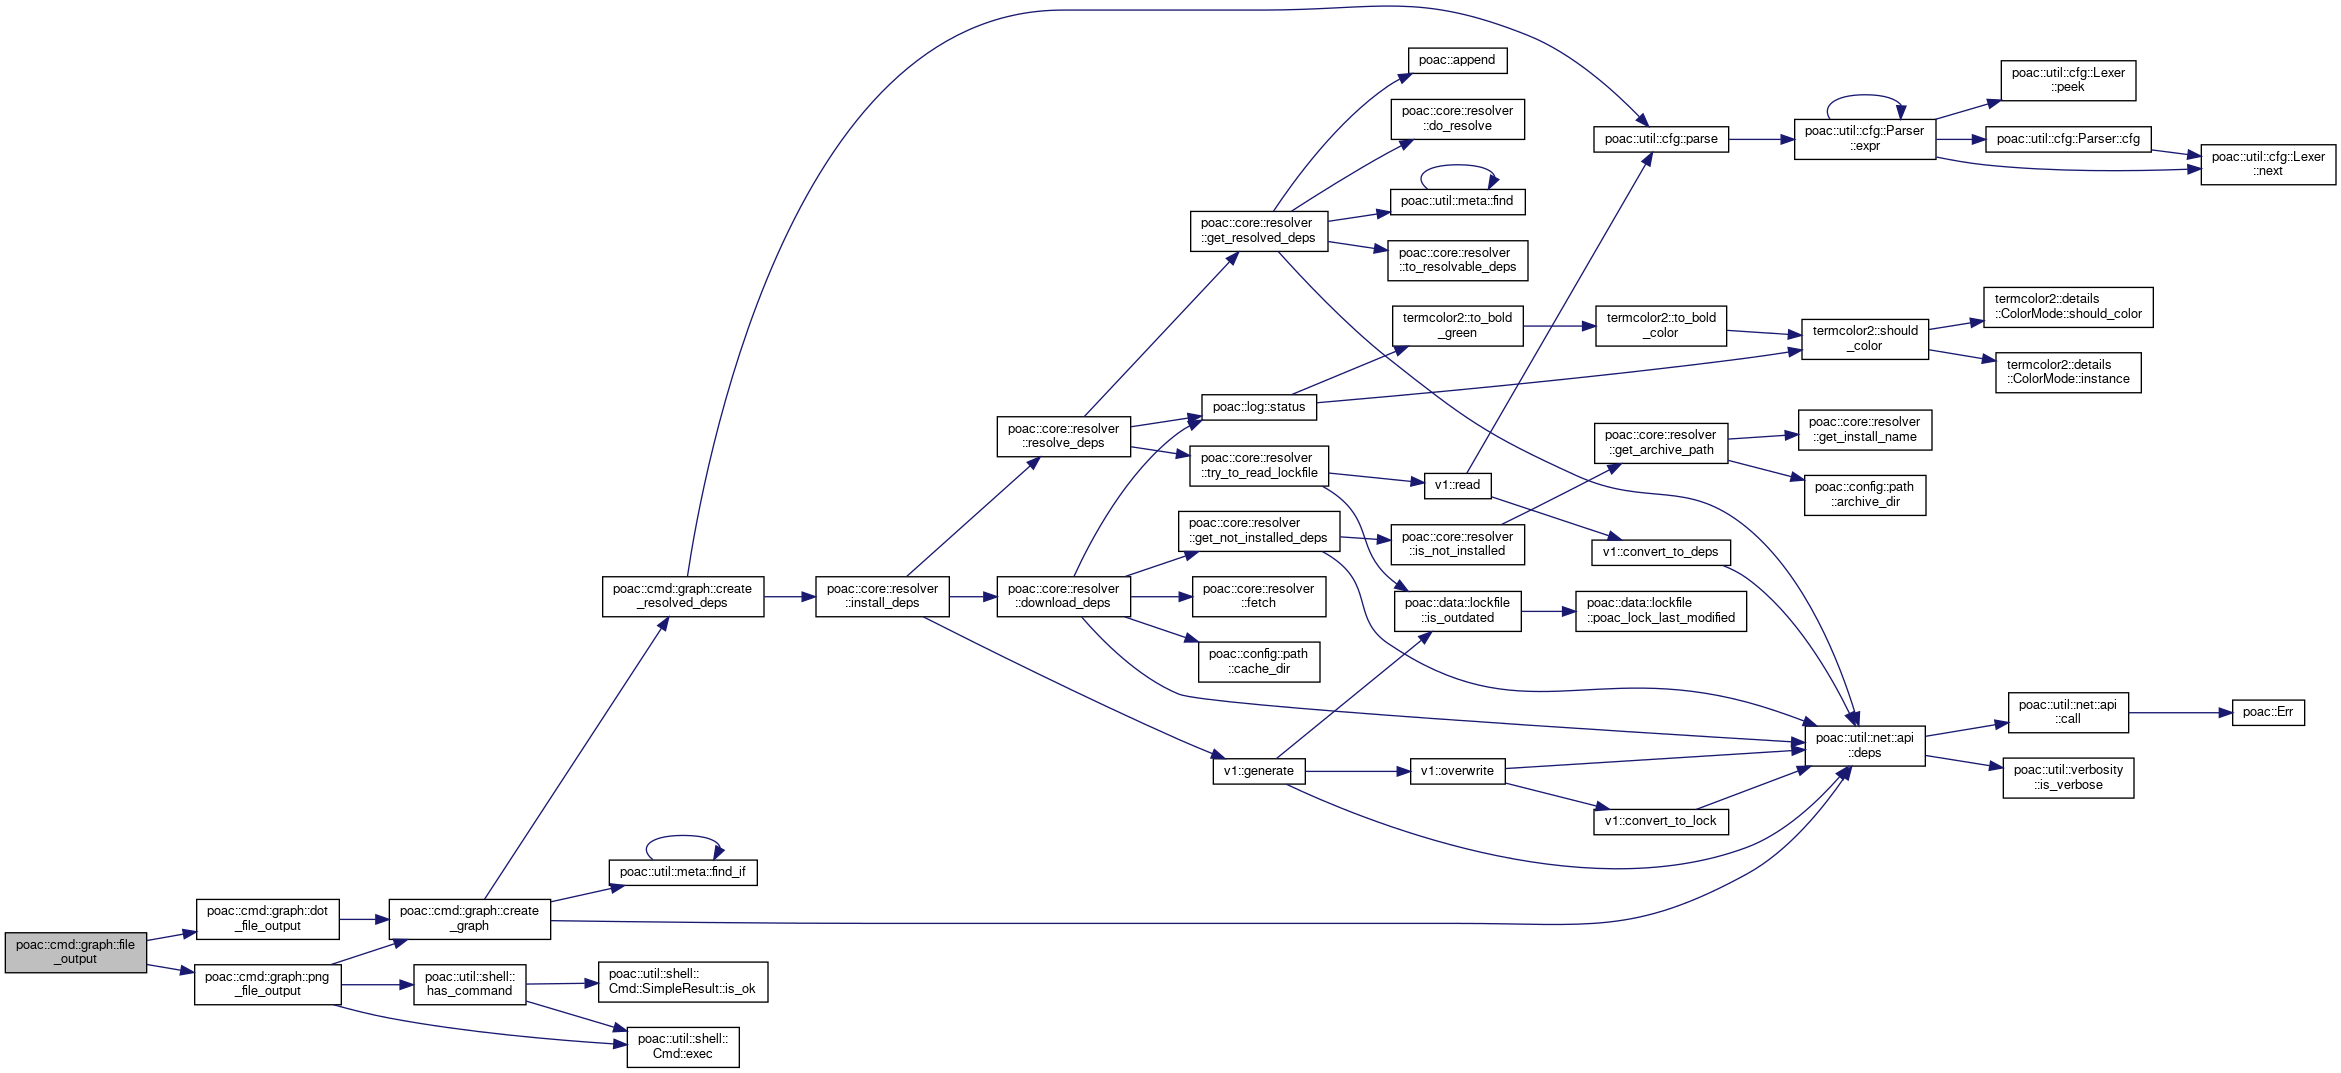 poac::cmd::graph::file
_output
poac::cmd::graph::dot
_file_output
poac::cmd::graph::png
_file_output
poac::cmd::graph::create
_graph
poac::util::shell::
has_command
poac::cmd::graph::create
_resolved_deps
poac::util::meta::find_if
poac::util::shell::
Cmd::SimpleResult::is_ok
poac::util::shell::
Cmd::exec
poac::core::resolver
::install_deps
poac::core::resolver
::resolve_deps
poac::core::resolver
::download_deps
poac::core::resolver
::get_resolved_deps
poac::log::status
poac::core::resolver
::try_to_read_lockfile
poac::core::resolver
::get_not_installed_deps
poac::core::resolver
::fetch
poac::config::path
::cache_dir
v1::generate
poac::append
poac::core::resolver
::do_resolve
poac::util::meta::find
poac::core::resolver
::to_resolvable_deps
termcolor2::to_bold
_green
v1::read
poac::core::resolver
::is_not_installed
poac::data::lockfile
::is_outdated
v1::overwrite
poac::util::cfg::parse
termcolor2::to_bold
_color
poac::core::resolver
::get_archive_path
v1::convert_to_deps
poac::data::lockfile
::poac_lock_last_modified
v1::convert_to_lock
poac::util::cfg::Parser
::expr
termcolor2::should
_color
poac::core::resolver
::get_install_name
poac::config::path
::archive_dir
poac::util::net::api
::deps
poac::util::cfg::Lexer
::peek
poac::util::cfg::Parser::cfg
poac::util::cfg::Lexer
::next
termcolor2::details
::ColorMode::should_color
termcolor2::details
::ColorMode::instance
poac::util::net::api
::call
poac::util::verbosity
::is_verbose
poac::Err